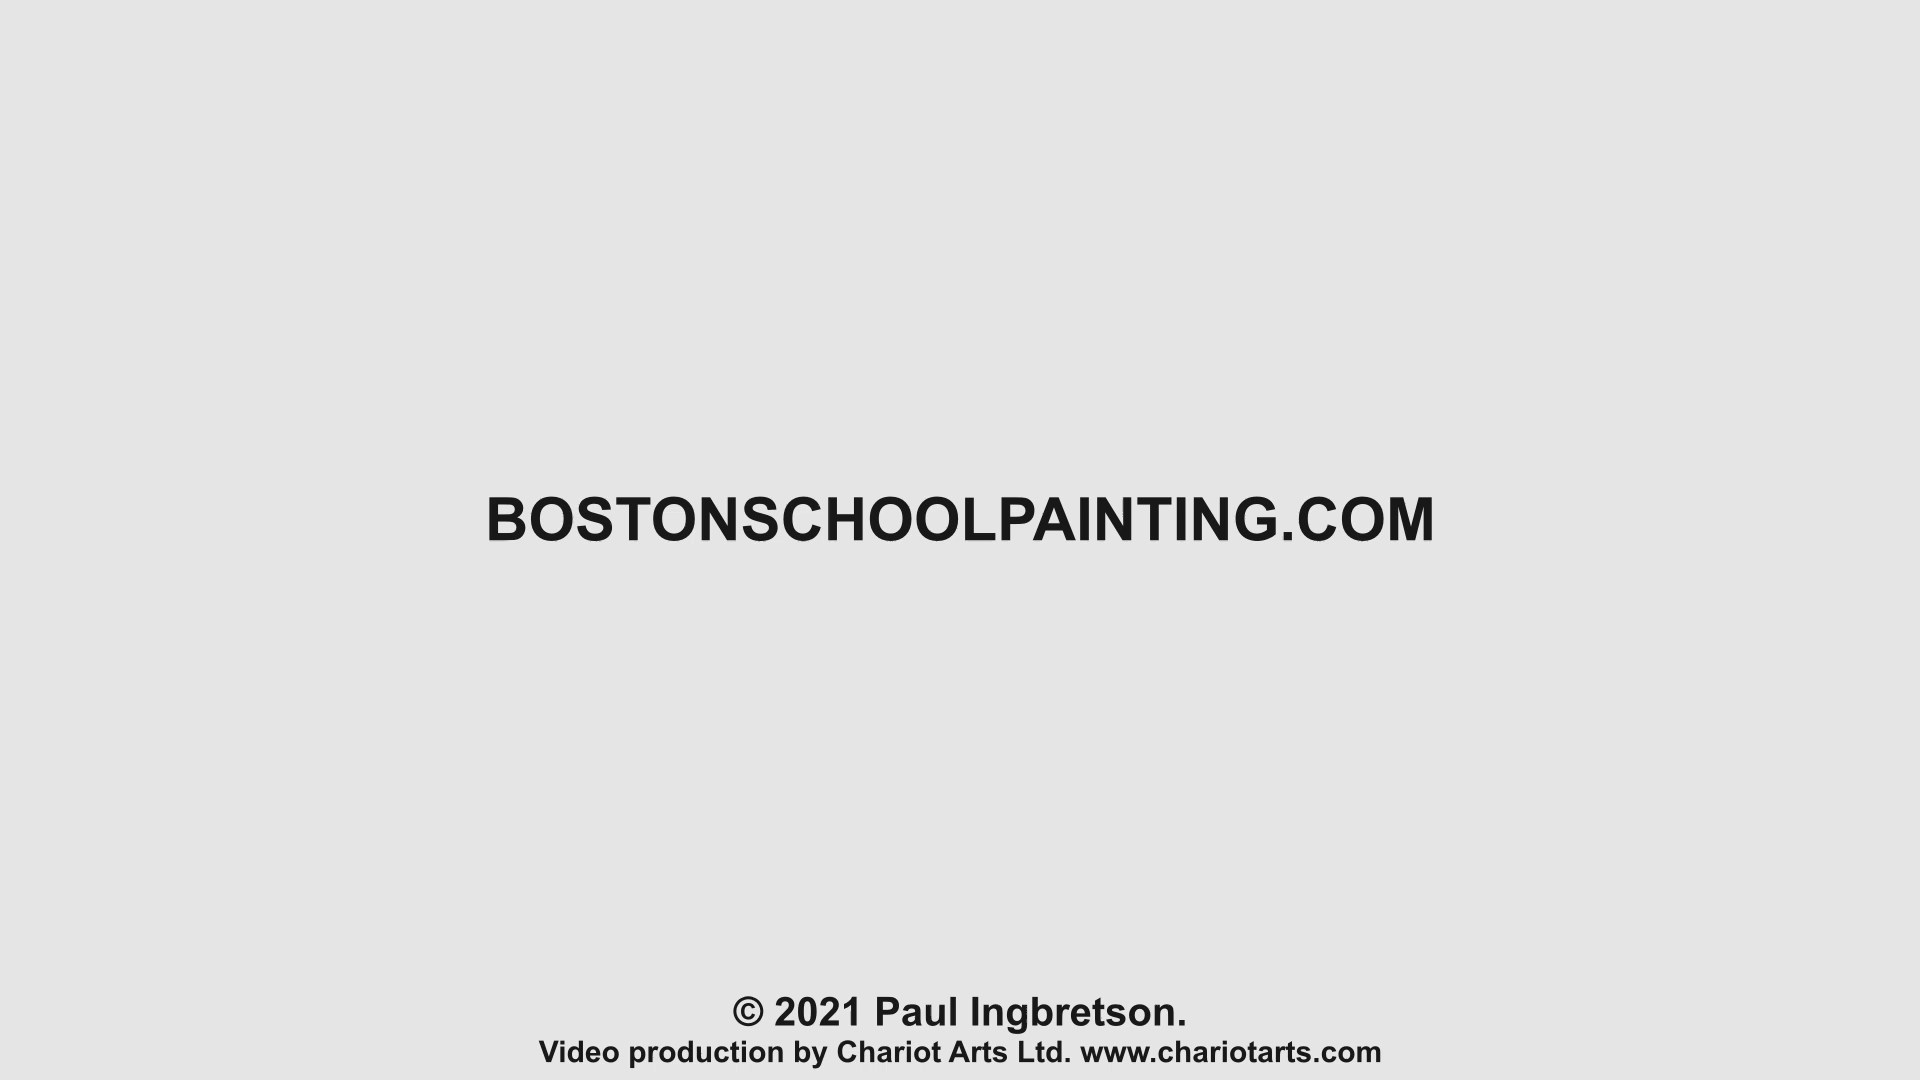 BOSTONSCHOOLPAINTING.COM
© 2021 Paul Ingbretson.
Video production by Chariot Arts Ltd. www.chariotarts.com